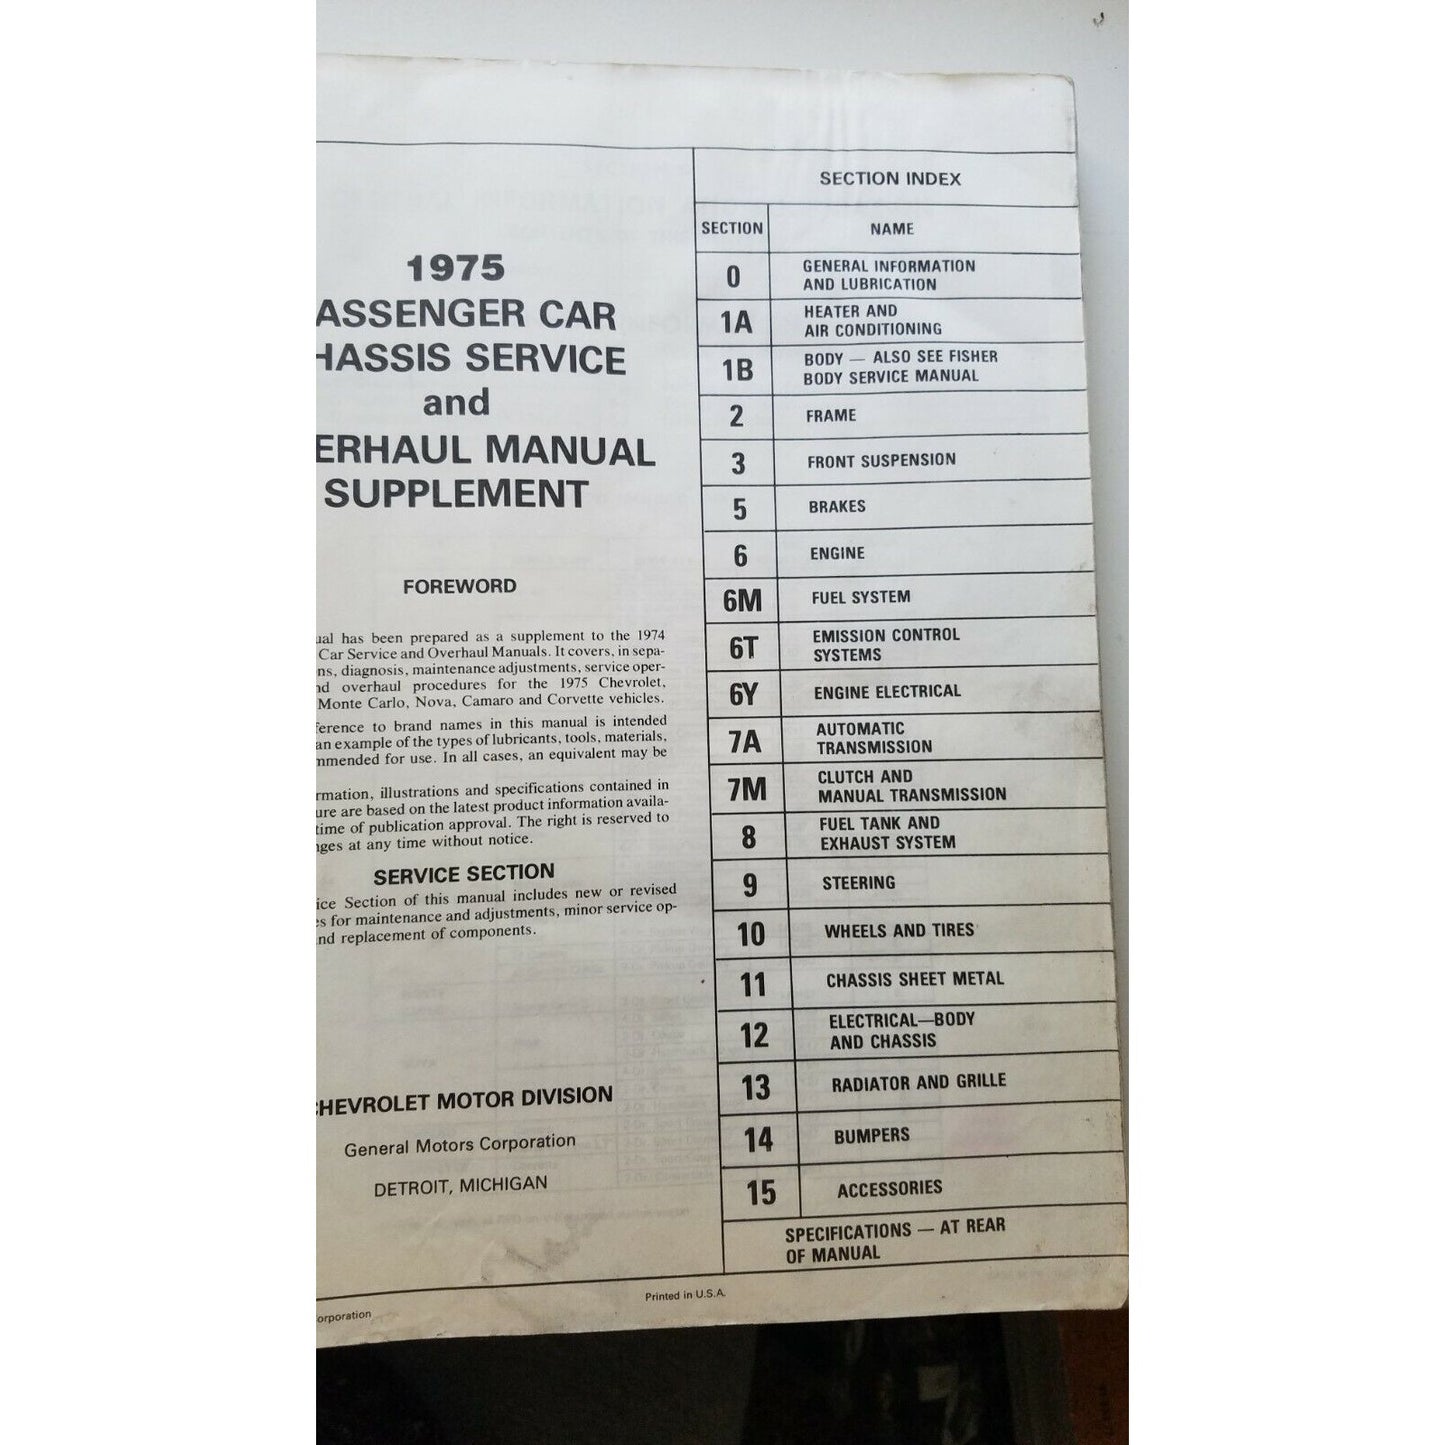 1975
ASSENGER CAR
HASSIS SERVICE
and
ERHAUL MANUAL
SUPPLEMENT
FOREWORD
ual has been prepared as a supplement to the 1974
Car Service and Overhaul Manuals. It covers, in sepa-
ns, diagnosis, maintenance adjustments, service oper-
nd overhaul procedures for the 1975 Chevrolet,
Monte Carlo, Nova, Camaro and Corvette vehicles.
ference to brand names in this manual is intended
an example of the types of lubricants, tools, materials,
mmended for use. In all cases, an equivalent may be
rmation, illustrations and specifications contained in
ure are based on the latest product information availa-
time of publication approval. The right is reserved to
nges at any time without notice.
SERVICE SECTION
ice Section of this manual includes new or revised
es for maintenance and adjustments, minor service op-
nd replacement of components.
CHEVROLET MOTOR DIVISION
General Motors Corporation
DETROIT, MICHIGAN
orporation
Printed in U.S.A.
SECTION INDEX
SECTION NAME
0 GENERAL INFORMATION
AND LUBRICATION
1A HEATER AND
AIR CONDITIONING
1B BODY — ALSO SEE FISHER
BODY SERVICE MANUAL
2 FRAME
3 FRONT SUSPENSION
5 BRAKES
6 ENGINE
6M FUEL SYSTEM
6T EMISSION CONTROL
SYSTEMS
6Y ENGINE ELECTRICAL
7A AUTOMATIC
TRANSMISSION
7M CLUTCH AND
MANUAL TRANSMISSION
8 FUEL TANK AND
EXHAUST SYSTEM
9 STEERING
10 WHEELS AND TIRES
11 CHASSIS SHEET METAL
12 ELECTRICAL—BODY
AND CHASSIS
13 RADIATOR AND GRILLE
14 BUMPERS
15 ACCESSORIES
SPECIFICATIONS — AT REAR
OF MANUAL